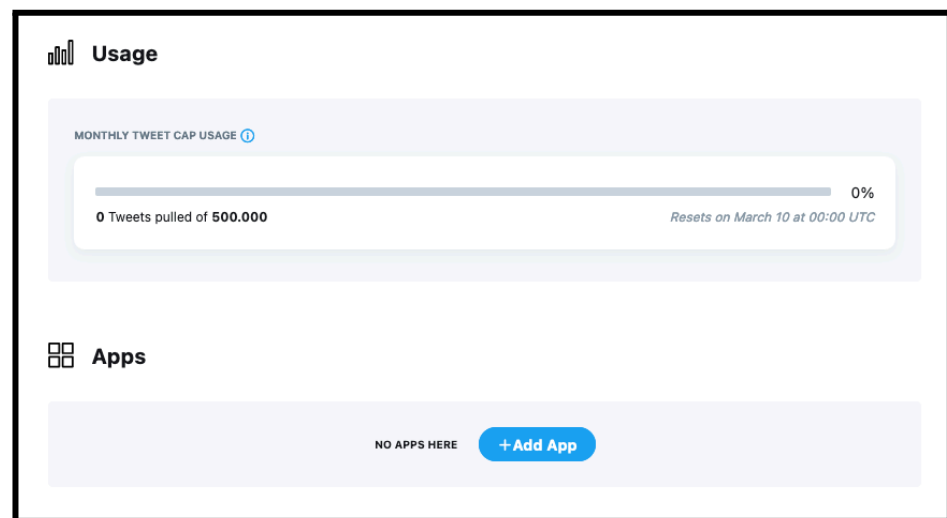 Usage
MONTHLY TWEET CAP USAGE
0%
0 Tweets pulled of 500.000
Resets on March 10 at 00:00 UTC
Apps
NO APPS HERE
+Add App